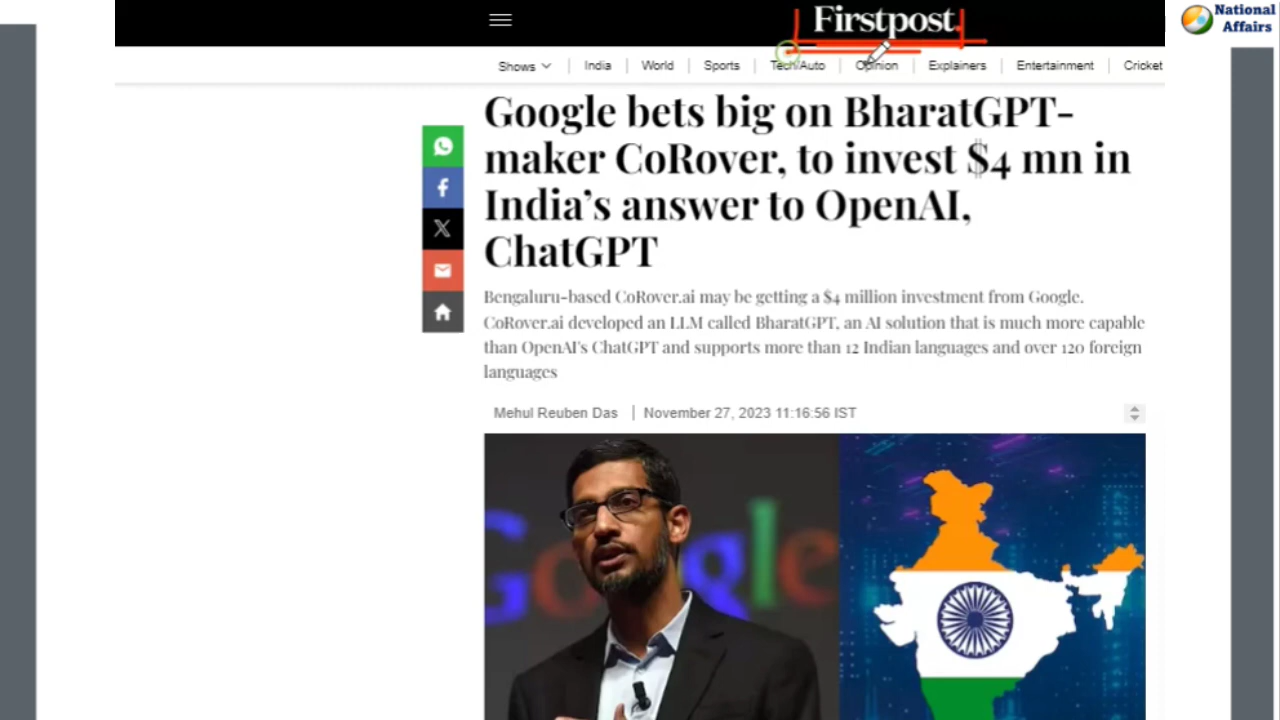 Firstpost.
National
Affairs
Shows | India | World | Sports | Tech/Auto | Opinion | Explainers | Entertainment | Cricket
Google bets big on BharatGPT-
maker CoRover, to invest $4 mn in
India's answer to OpenAI,
ChatGPT
Bengaluru-based CoRover.ai may be getting a $4 million investment from Google.
CoRover.ai developed an LLM called BharatGPT, an AI solution that is much more capable
than OpenAI's ChatGPT and supports more than 12 Indian languages and over 120 foreign
languages
Mehul Reuben Das | November 27, 2023 11:16:56 IST
Google